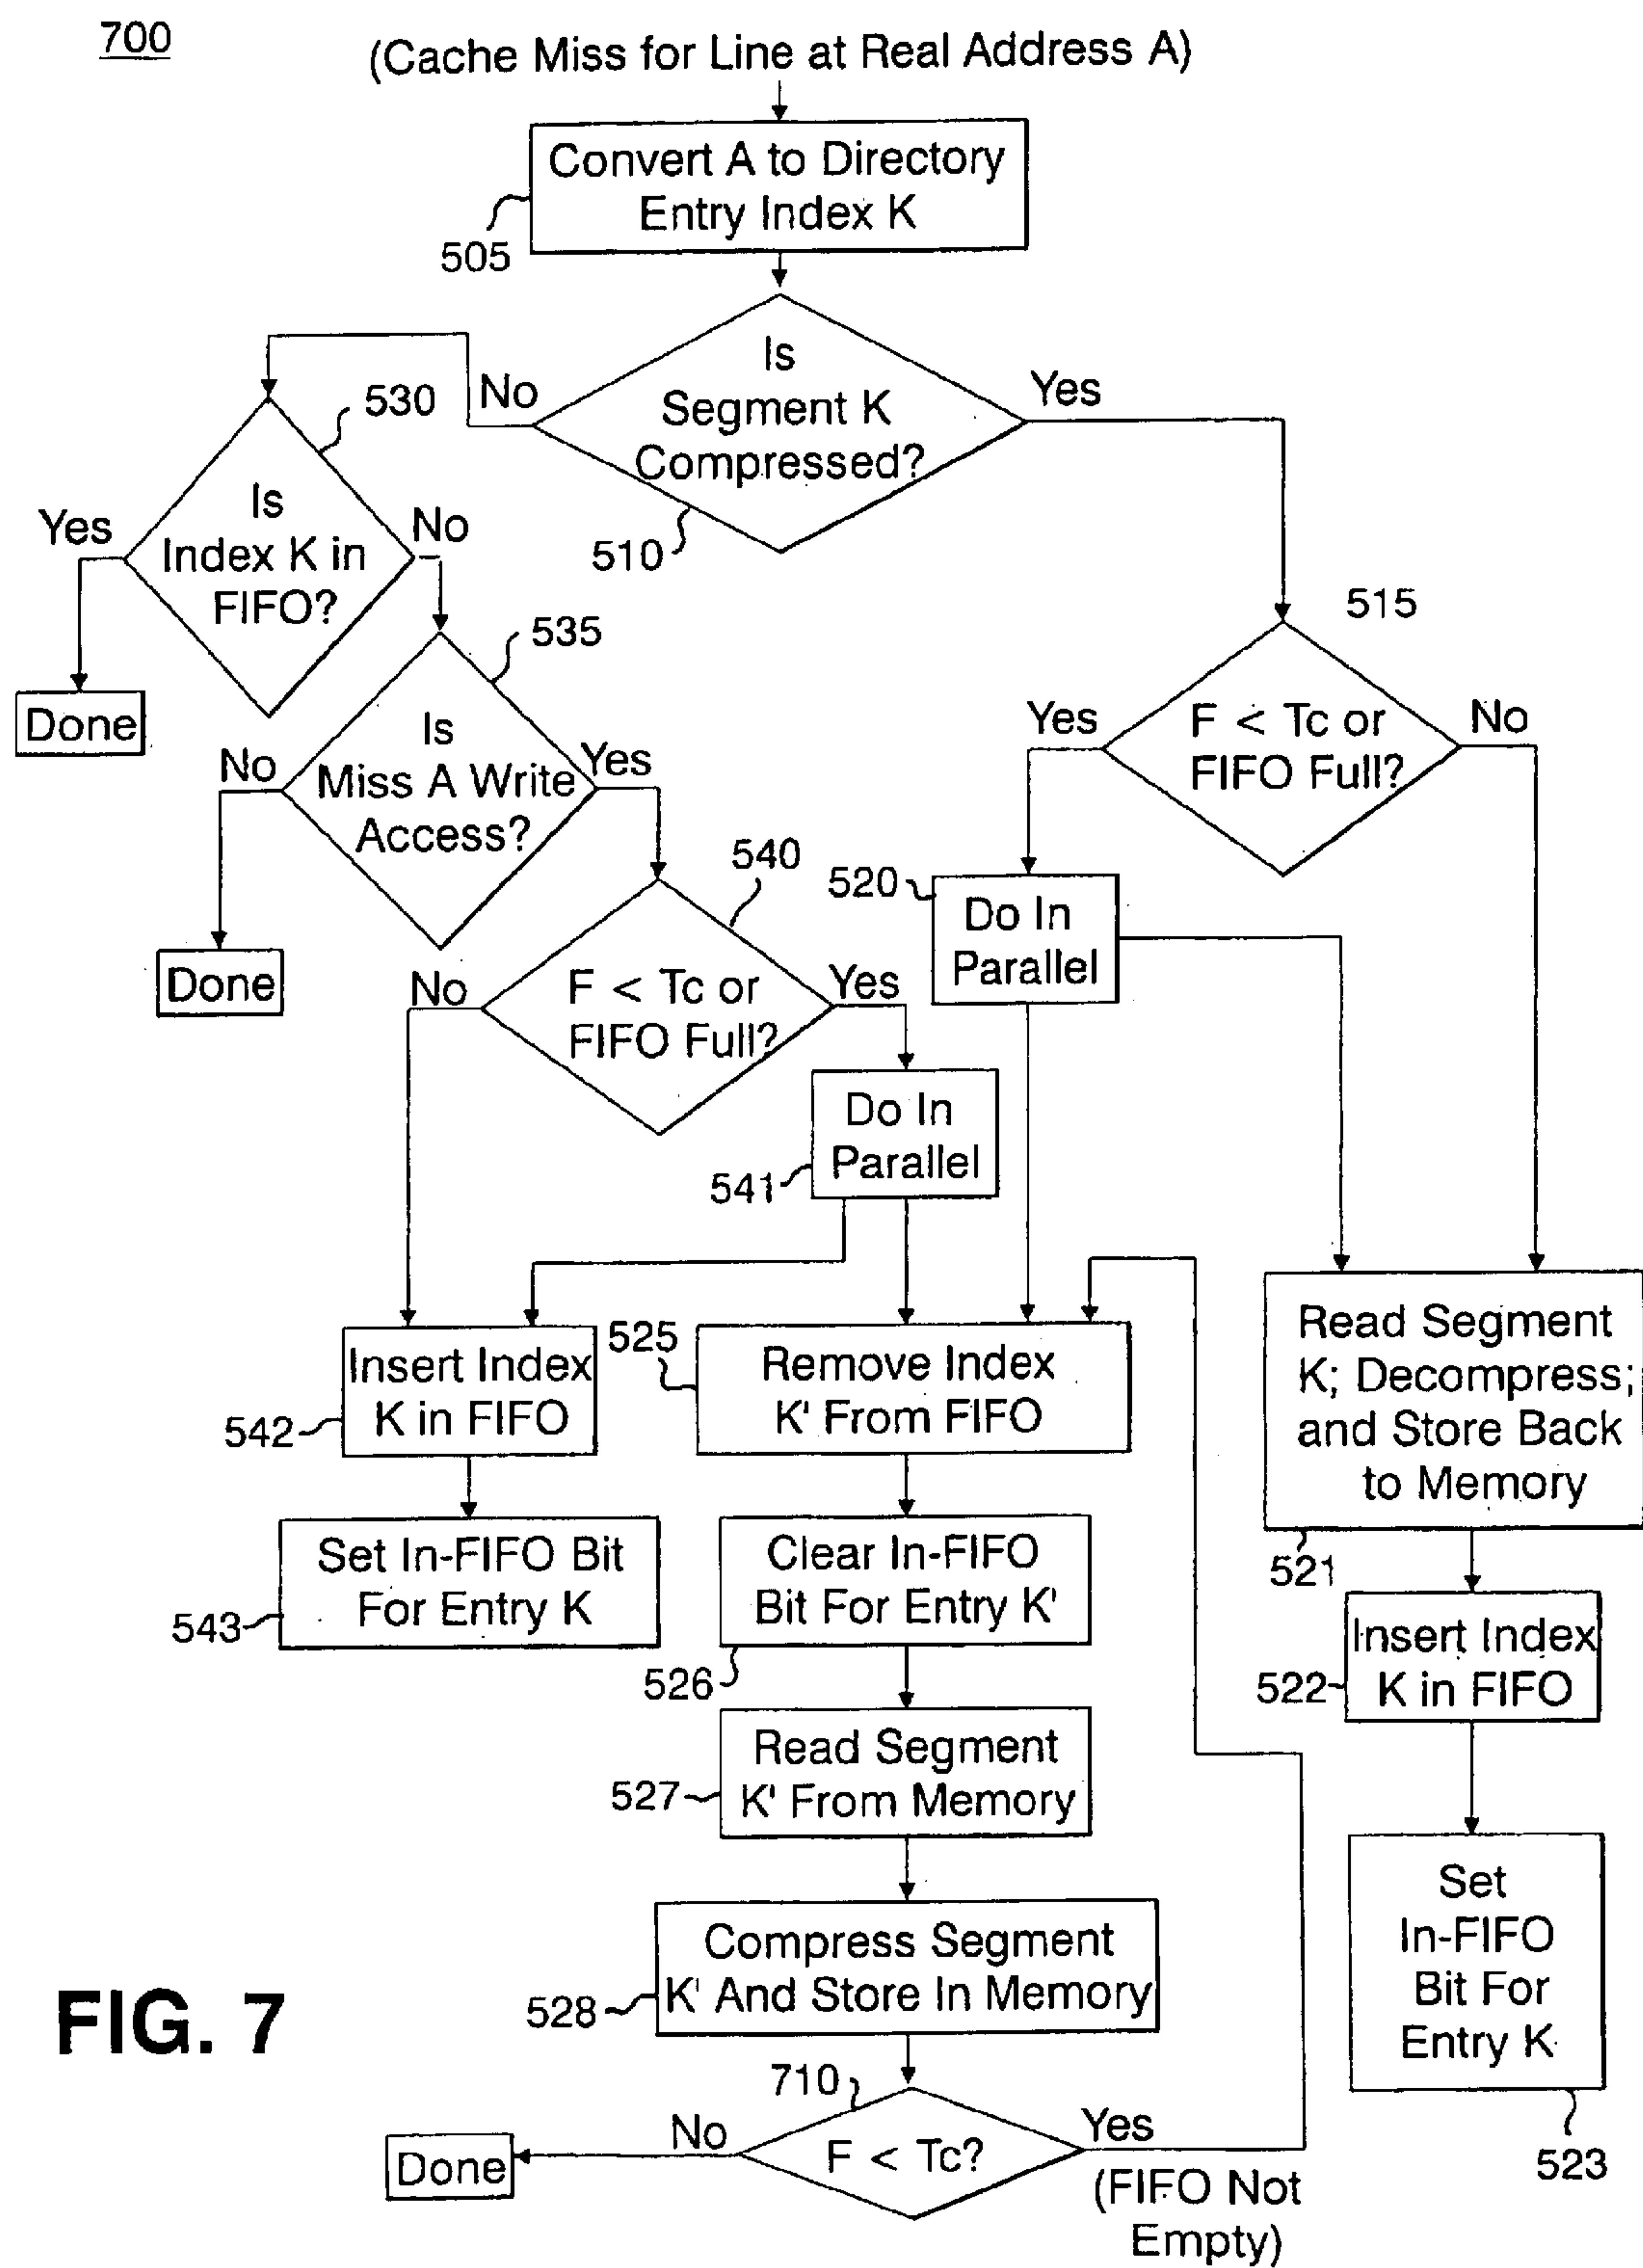 700
(Cache Miss for Line at Real Address A)
Convert A to Directory
Entry Index K
505
Is
Segment K
Compressed?
No
Yes
510
530
Is
Index K in
FIFO?
Yes
No
Done
535
Is
Miss A Write
Access?
No
Yes
Done
515
F < Tc or
FIFO Full?
Yes
No
540
F < Tc or
FIFO Full?
No
Yes
520
Do In
Parallel
Do In
Parallel
541
Insert Index
K in FIFO
542
525
Remove Index
K' From FIFO
Read Segment
K; Decompress;
and Store Back
to Memory
521
Set In-FIFO Bit
For Entry K
543
Clear In-FIFO
Bit For Entry K'
526
Insert Index
K in FIFO
522
Read Segment
K' From Memory
527
Set
In-FIFO
Bit For
Entry K
523
Compress Segment
K' And Store In Memory
528
710
F < Tc?
No
Yes
(FIFO Not
Empty)
Done
FIG. 7